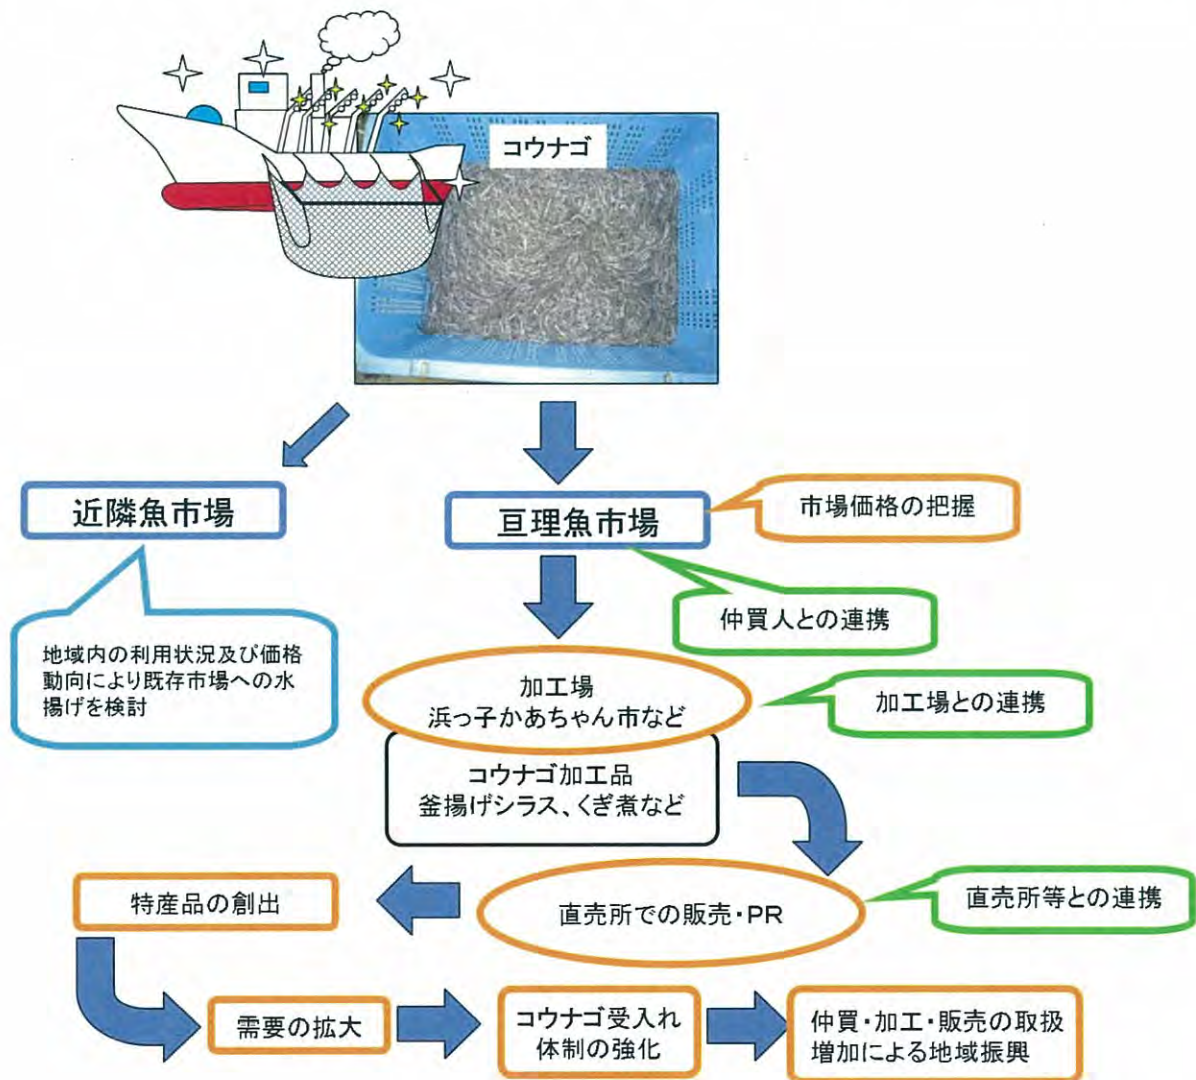 コウナゴ
近隣魚市場
亘理魚市場
市場価格の把握
仲買人との連携
地域内の利用状況及び価格
動向により既存市場への水
揚げを検討
加工場
浜っ子かあちゃん市など
加工場との連携
コウナゴ加工品
釜揚げシラス、くぎ煮など
特産品の創出
直売所での販売・PR
直売所等との連携
需要の拡大
コウナゴ受入れ
体制の強化
仲買・加工・販売の取扱
増加による地域振興